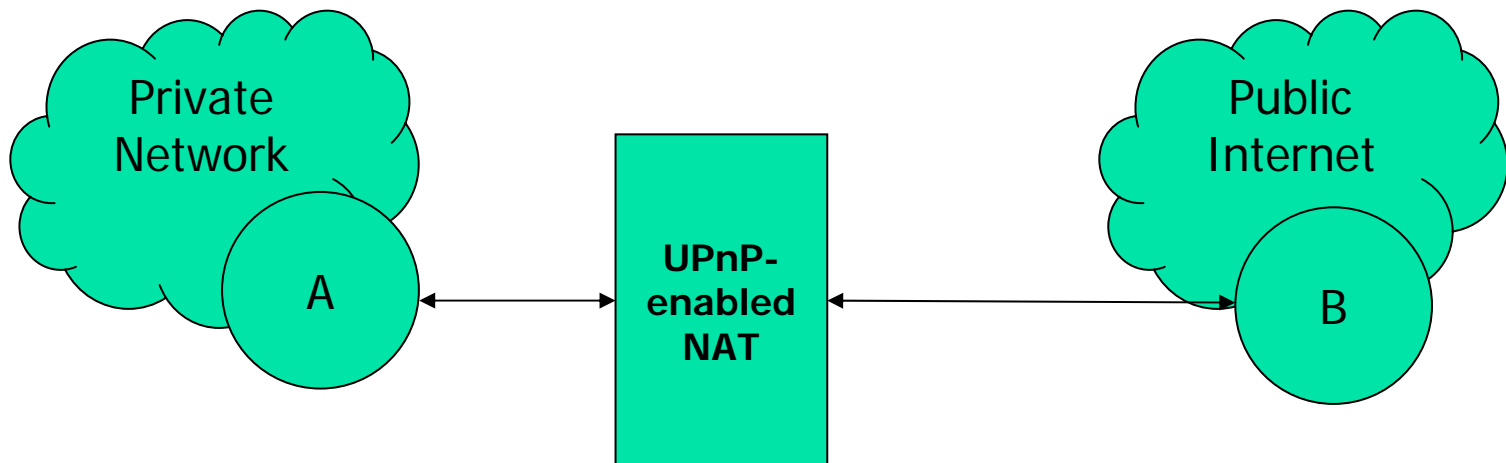 Private
Network
A
UPnP-
enabled
NAT
Public
Internet
B